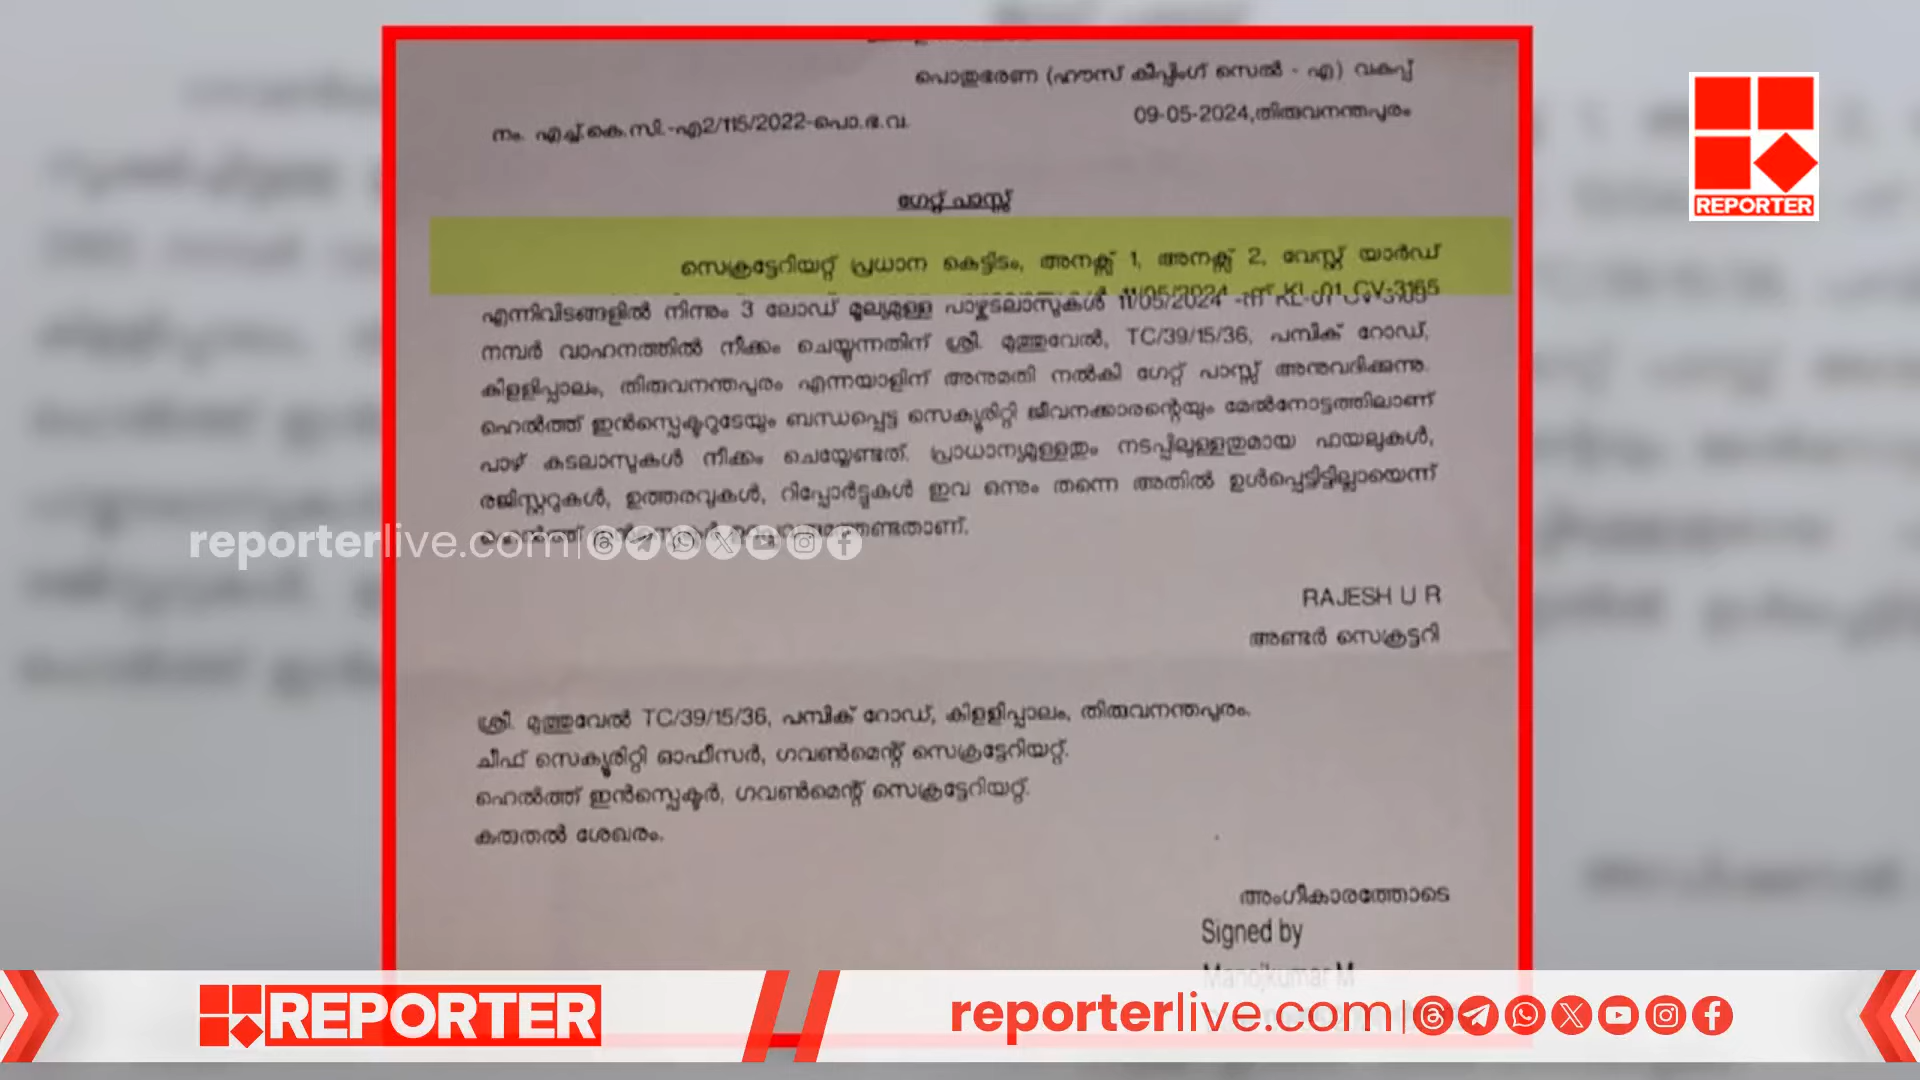 പൊതുഭരണ (ഹൗസ് കീപ്പിംഗ് സെൽ - എ) വകുപ്പ്
നം. എച്ച്.കെ.സി.-എ2/115/2022-പൊ.ഭ.വ.
09-05-2024,തിരുവനന്തപുരം
ഗേറ്റ് പാസ്സ്
സെക്രട്ടേറിയറ്റ് പ്രധാന കെട്ടിടം, അനക്സ് 1, അനക്സ് 2, വേസ്റ്റ് യാർഡ്
എന്നിവിടങ്ങളിൽ നിന്നും 3 ലോഡ് മൂല്യമുള്ള പാഴ്കടലാസുകൾ 11/05/2024 -ന് KL-01 CV-3165
നമ്പർ വാഹനത്തിൽ നീക്കം ചെയ്യുന്നതിന് ശ്രീ. മുത്തുവേൽ, TC/39/15/36, പമ്പിക് റോഡ്,
കിള്ളിപ്പാലം, തിരുവനന്തപുരം എന്നയാളിന് അനുമതി നൽകി ഗേറ്റ് പാസ്സ് അനുവദിക്കുന്നു.
ഹെൽത്ത് ഇൻസ്പെക്ടറുടേയും ബന്ധപ്പെട്ട സെക്യൂരിറ്റി ജീവനക്കാരന്റെയും മേൽനോട്ടത്തിലാണ്
പാഴ് കടലാസുകൾ നീക്കം ചെയ്യേണ്ടത്. പ്രാധാന്യമുള്ളതും നടപ്പിലുള്ളതുമായ ഫയലുകൾ,
രജിസ്റ്ററുകൾ, ഉത്തരവുകൾ, റിപ്പോർട്ടുകൾ ഇവ ഒന്നും തന്നെ അതിൽ ഉൾപ്പെട്ടിട്ടില്ലായെന്ന്
ഹെൽത്ത്
reporterlive.com
RAJESH U R
അണ്ടർ സെക്രട്ടറി
ശ്രീ. മുത്തുവേൽ TC/39/15/36, പമ്പിക് റോഡ്, കിള്ളിപ്പാലം, തിരുവനന്തപുരം.
ചീഫ് സെക്യൂരിറ്റി ഓഫീസർ, ഗവൺമെന്റ് സെക്രട്ടേറിയറ്റ്.
ഹെൽത്ത് ഇൻസ്പെക്ടർ, ഗവൺമെന്റ് സെക്രട്ടേറിയറ്റ്.
കരുതൽ ശേഖരം.
അംഗീകാരത്തോടെ
Signed by
Manojkumar M
REPORTER
REPORTER
reporterlive.com